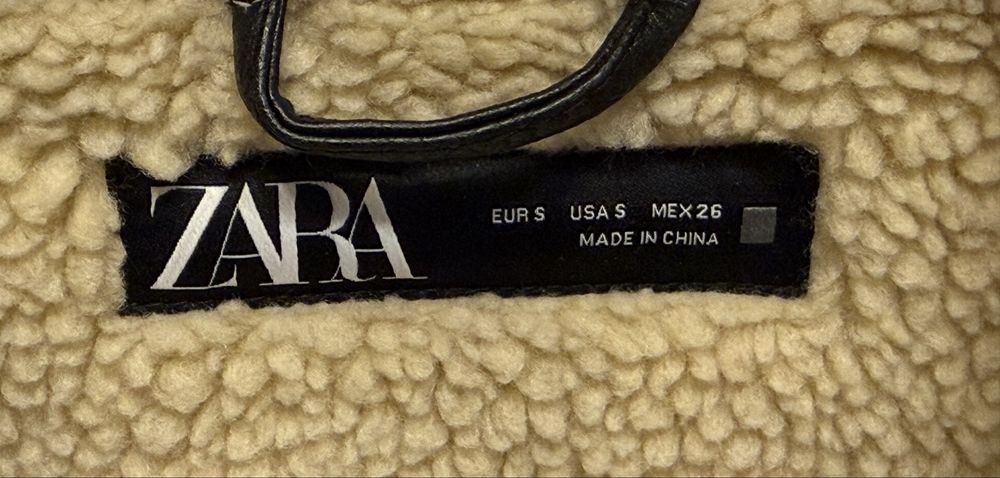 ZARA
EUR S USA S MEX 26
MADE IN CHINA